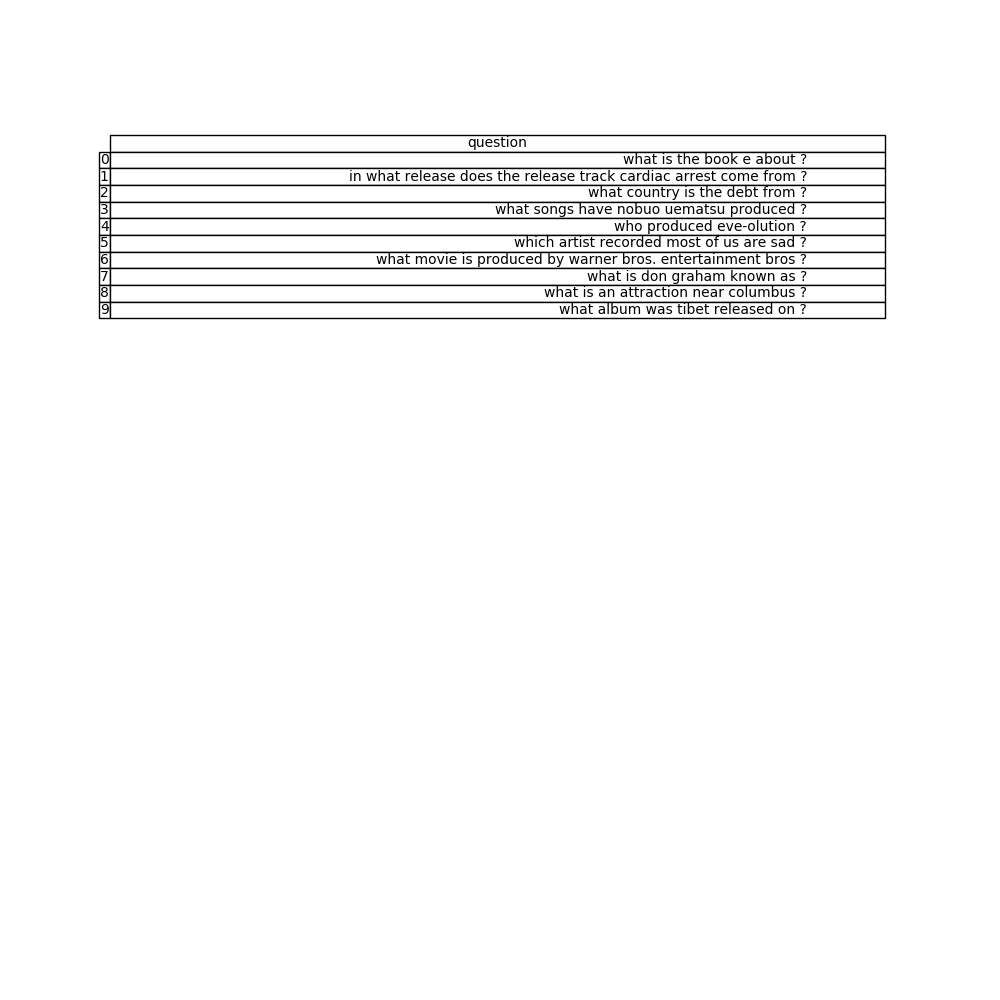 question
0 what is the book e about ?
1 in what release does the release track cardiac arrest come from ?
2 what country is the debt from ?
3 what songs have nobuo uematsu produced ?
4 who produced eve-olution ?
5 which artist recorded most of us are sad ?
6 what movie is produced by warner bros. entertainment bros ?
7 what is don graham known as ?
8 what is an attraction near columbus ?
9 what album was tibet released on ?